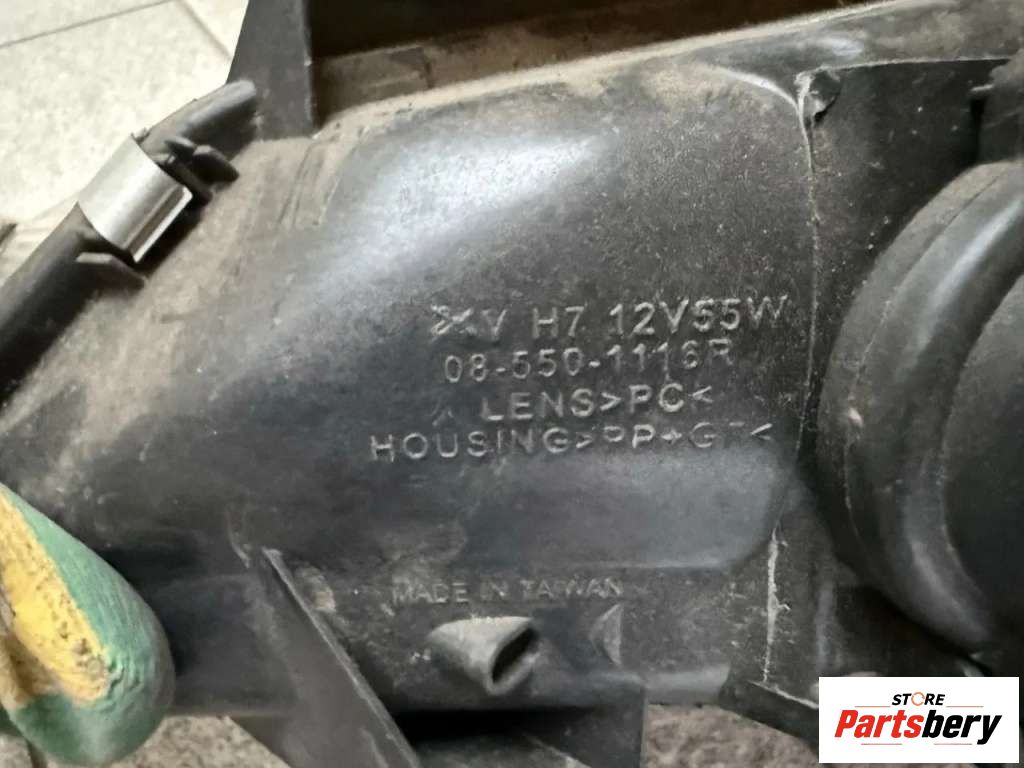 H7 12V55W
08-550-1116R
LENS>PC<
HOUSING>PP+GF<
MADE IN TAIWAN
STORE
Partsbery